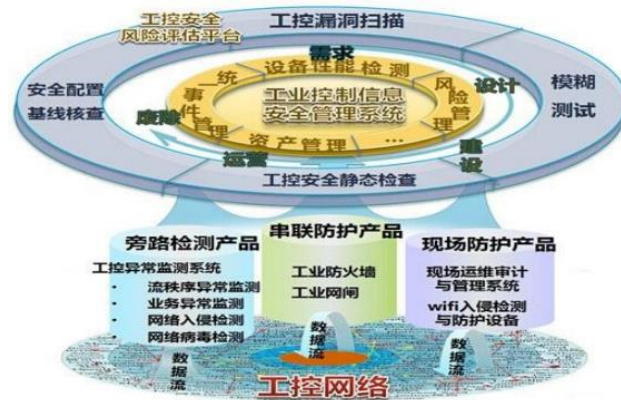 工控安全
风险评估平台
工控漏洞扫描
安全配置
基线核查
模糊
测试
工控安全静态检查
需求
设计
建设
运营
废除
设备性能检测
风险管理
...
资产管理
统一事件管理
工业控制信息
安全管理系统
旁路检测产品
工控异常监测系统
• 流秩序异常监测
• 业务异常监测
• 网络入侵检测
• 网络病毒检测
串联防护产品
工业防火墙
工业网闸
现场防护产品
现场运维审计
与管理系统
wifi入侵检测
与防护设备
数据流
数据流
数据流
工控网络